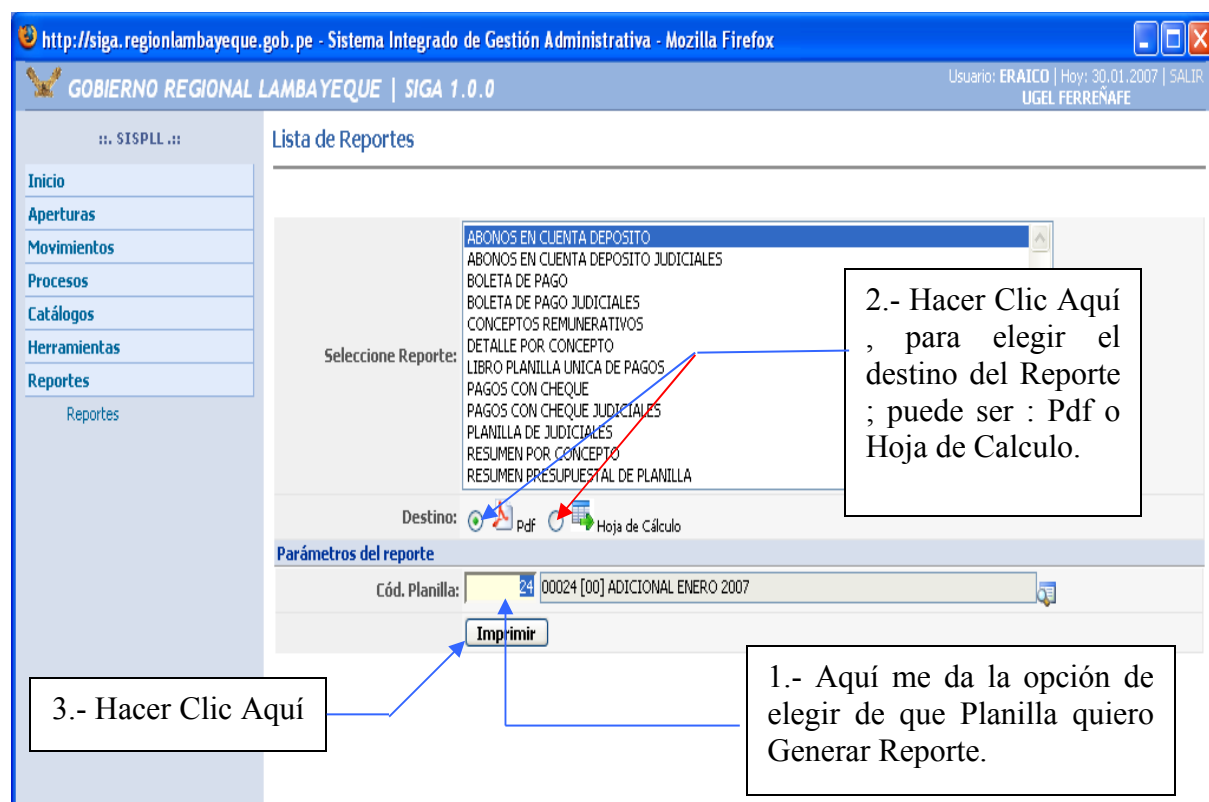 http://siga.regionlambayeque.gob.pe - Sistema Integrado de Gestión Administrativa - Mozilla Firefox
GOBIERNO REGIONAL LAMBAYEQUE | SIGA 1.0.0
Usuario: ERAICO | Hoy: 30.01.2007 | SALIR
UGEL FERREÑAFE
::. SISPLL .::
Inicio
Aperturas
Movimientos
Procesos
Catálogos
Herramientas
Reportes
Reportes
Lista de Reportes
Seleccione Reporte:
ABONOS EN CUENTA DEPOSITO
ABONOS EN CUENTA DEPOSITO JUDICIALES
BOLETA DE PAGO
BOLETA DE PAGO JUDICIALES
CONCEPTOS REMUNERATIVOS
DETALLE POR CONCEPTO
LIBRO PLANILLA UNICA DE PAGOS
PAGOS CON CHEQUE
PAGOS CON CHEQUE JUDICIALES
PLANILLA DE JUDICIALES
RESUMEN POR CONCEPTO
RESUMEN PRESUPUESTAL DE PLANILLA
2.- Hacer Clic Aquí
, para elegir el
destino del Reporte
; puede ser : Pdf o
Hoja de Calculo.
Destino: Pdf Hoja de Cálculo
Parámetros del reporte
Cód. Planilla: 24 00024 [00] ADICIONAL ENERO 2007
Imprimir
3.- Hacer Clic Aquí
1.- Aquí me da la opción de
elegir de que Planilla quiero
Generar Reporte.